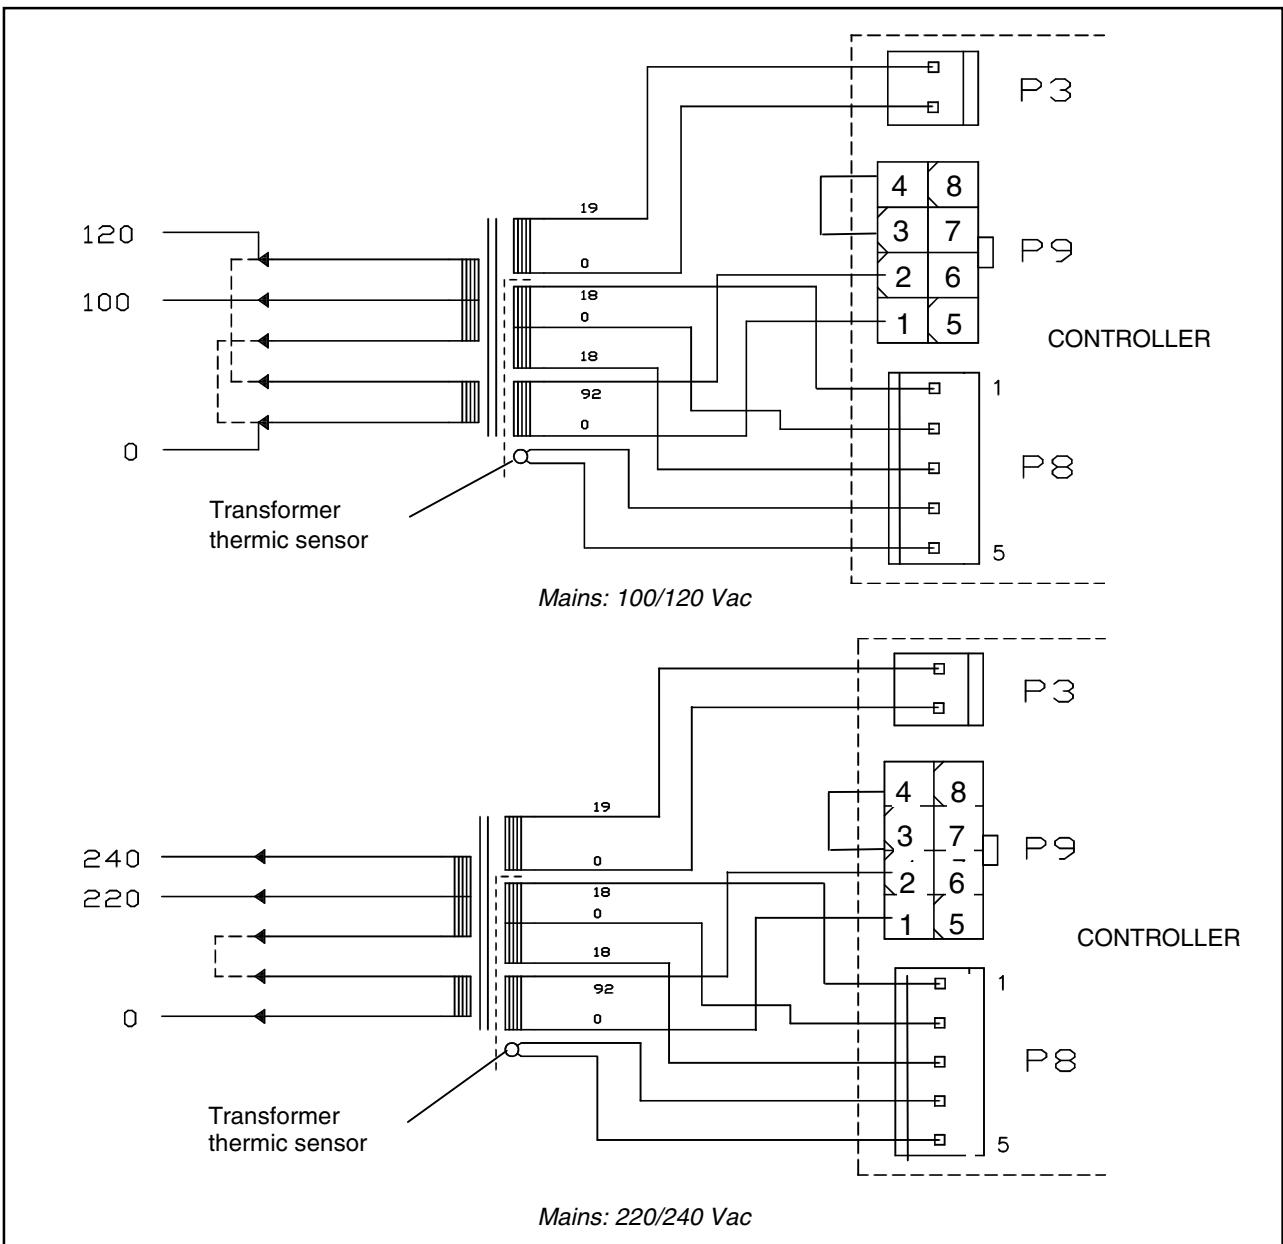 P3
19
4 8
120
3 7
P9
0
2 6
100
18
0
1 5
CONTROLLER
18
1
92
0
0
P8
Transformer
thermic sensor
5
Mains: 100/120 Vac
P3
19
4 8
3 7
P9
240
0
2 6
220
18
0
1 5
CONTROLLER
18
1
92
0
0
P8
Transformer
thermic sensor
5
Mains: 220/240 Vac